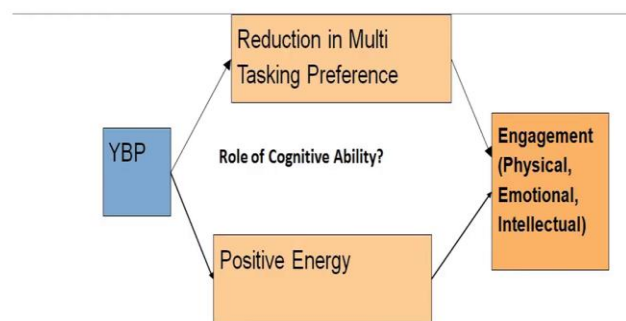 Reduction in Multi
Tasking Preference
YBP
Role of Cognitive Ability?
Engagement
(Physical,
Emotional,
Intellectual)
Positive Energy